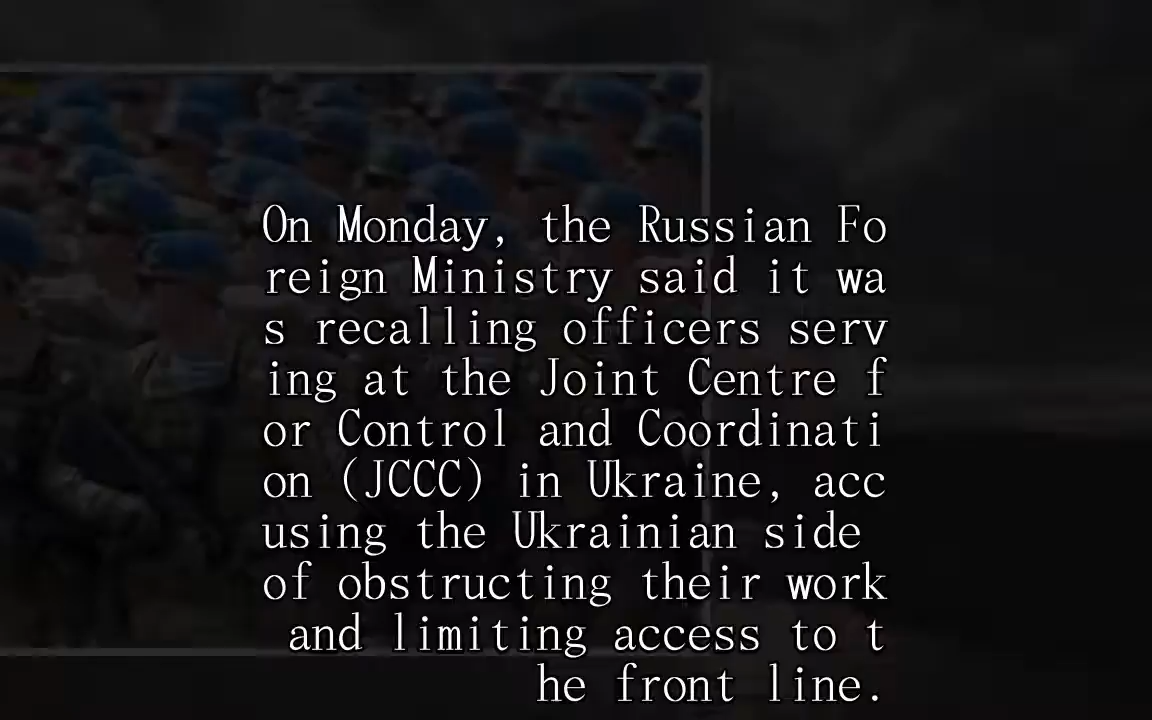 On Monday, the Russian Fo
reign Ministry said it wa
s recalling officers serv
ing at the Joint Centre f
or Control and Coordinati
on (JCCC) in Ukraine, acc
using the Ukrainian side
of obstructing their work
and limiting access to t
he front line.